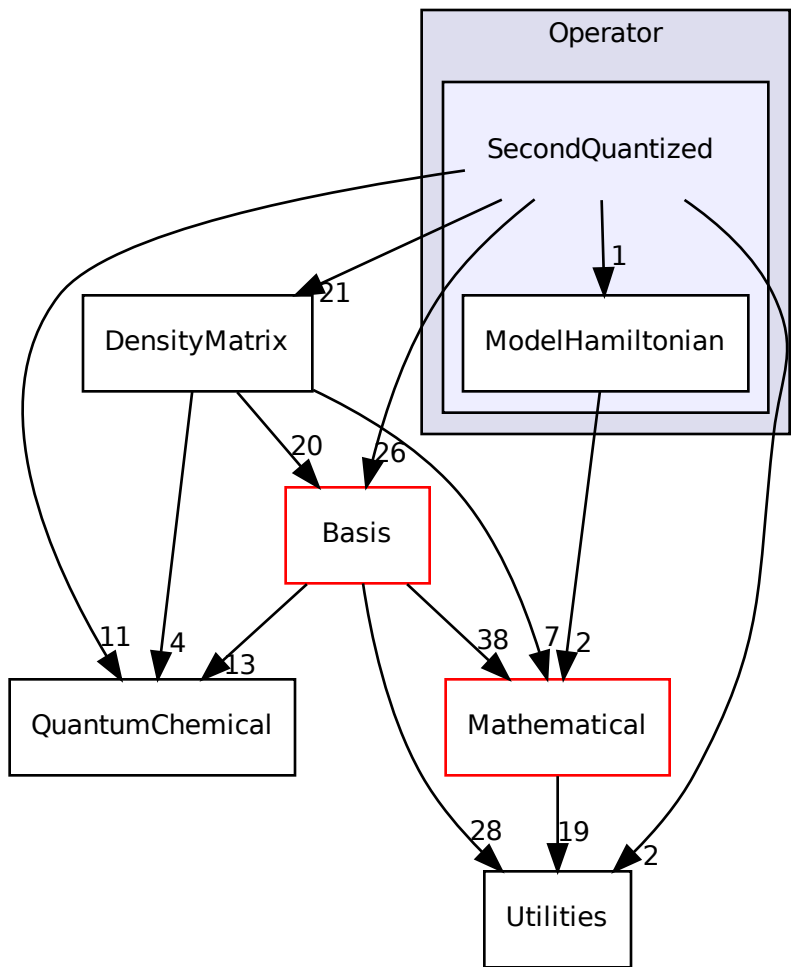 Operator
SecondQuantized
1
21
DensityMatrix
ModelHamiltonian
20
26
Basis
11
4
13
38
7
2
QuantumChemical
Mathematical
28
19
2
Utilities